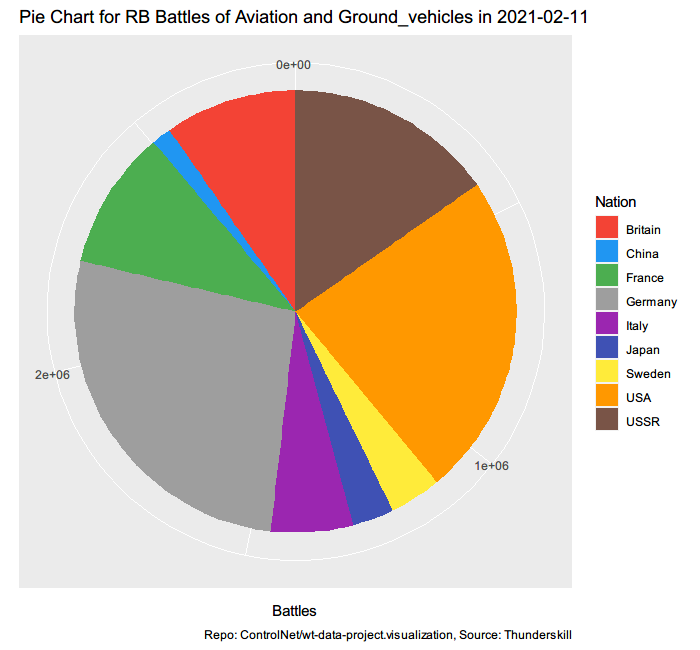 Pie Chart for RB Battles of Aviation and Ground_vehicles in 2021-02-11
0e+00
2e+06
1e+06
Nation
Britain
China
France
Germany
Italy
Japan
Sweden
USA
USSR
Battles
Repo: ControlNet/wt-data-project.visualization, Source: Thunderskill